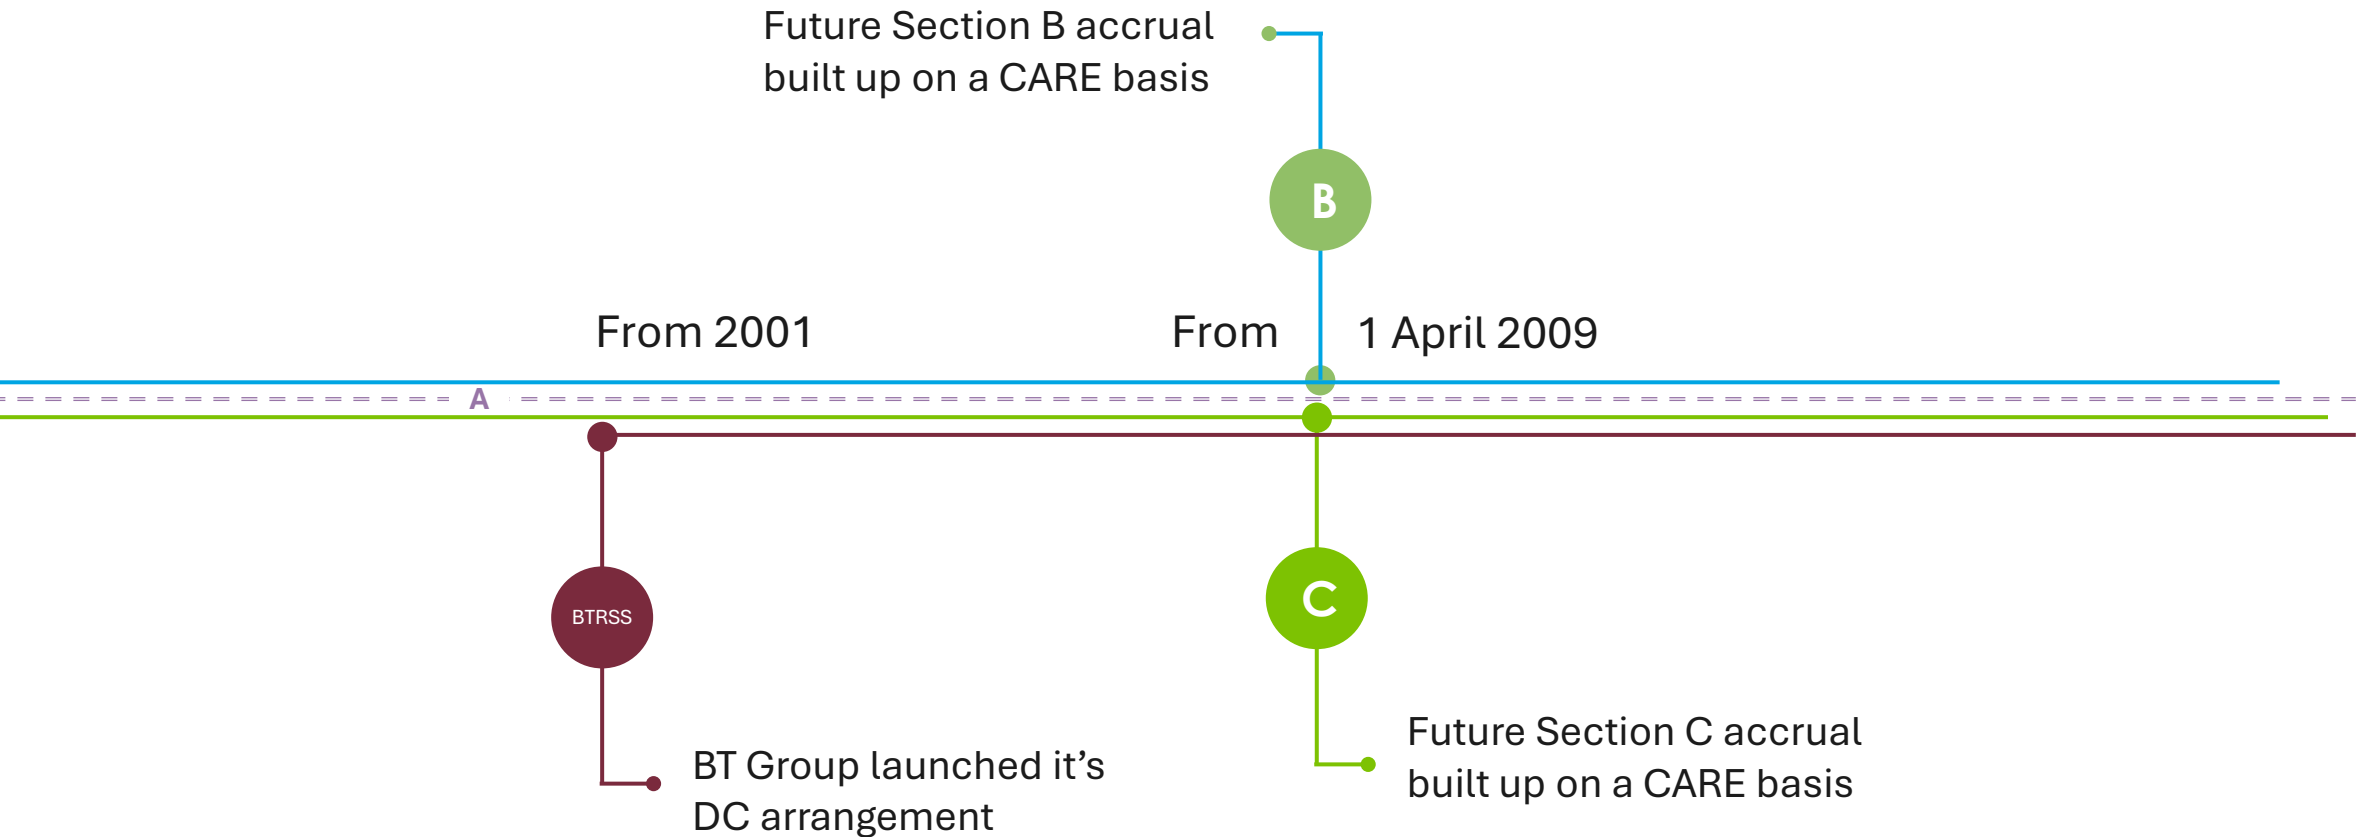 Future Section B accrual
built up on a CARE basis
B
From 2001
From 1 April 2009
A
BTRSS
C
BT Group launched it’s
DC arrangement
Future Section C accrual
built up on a CARE basis